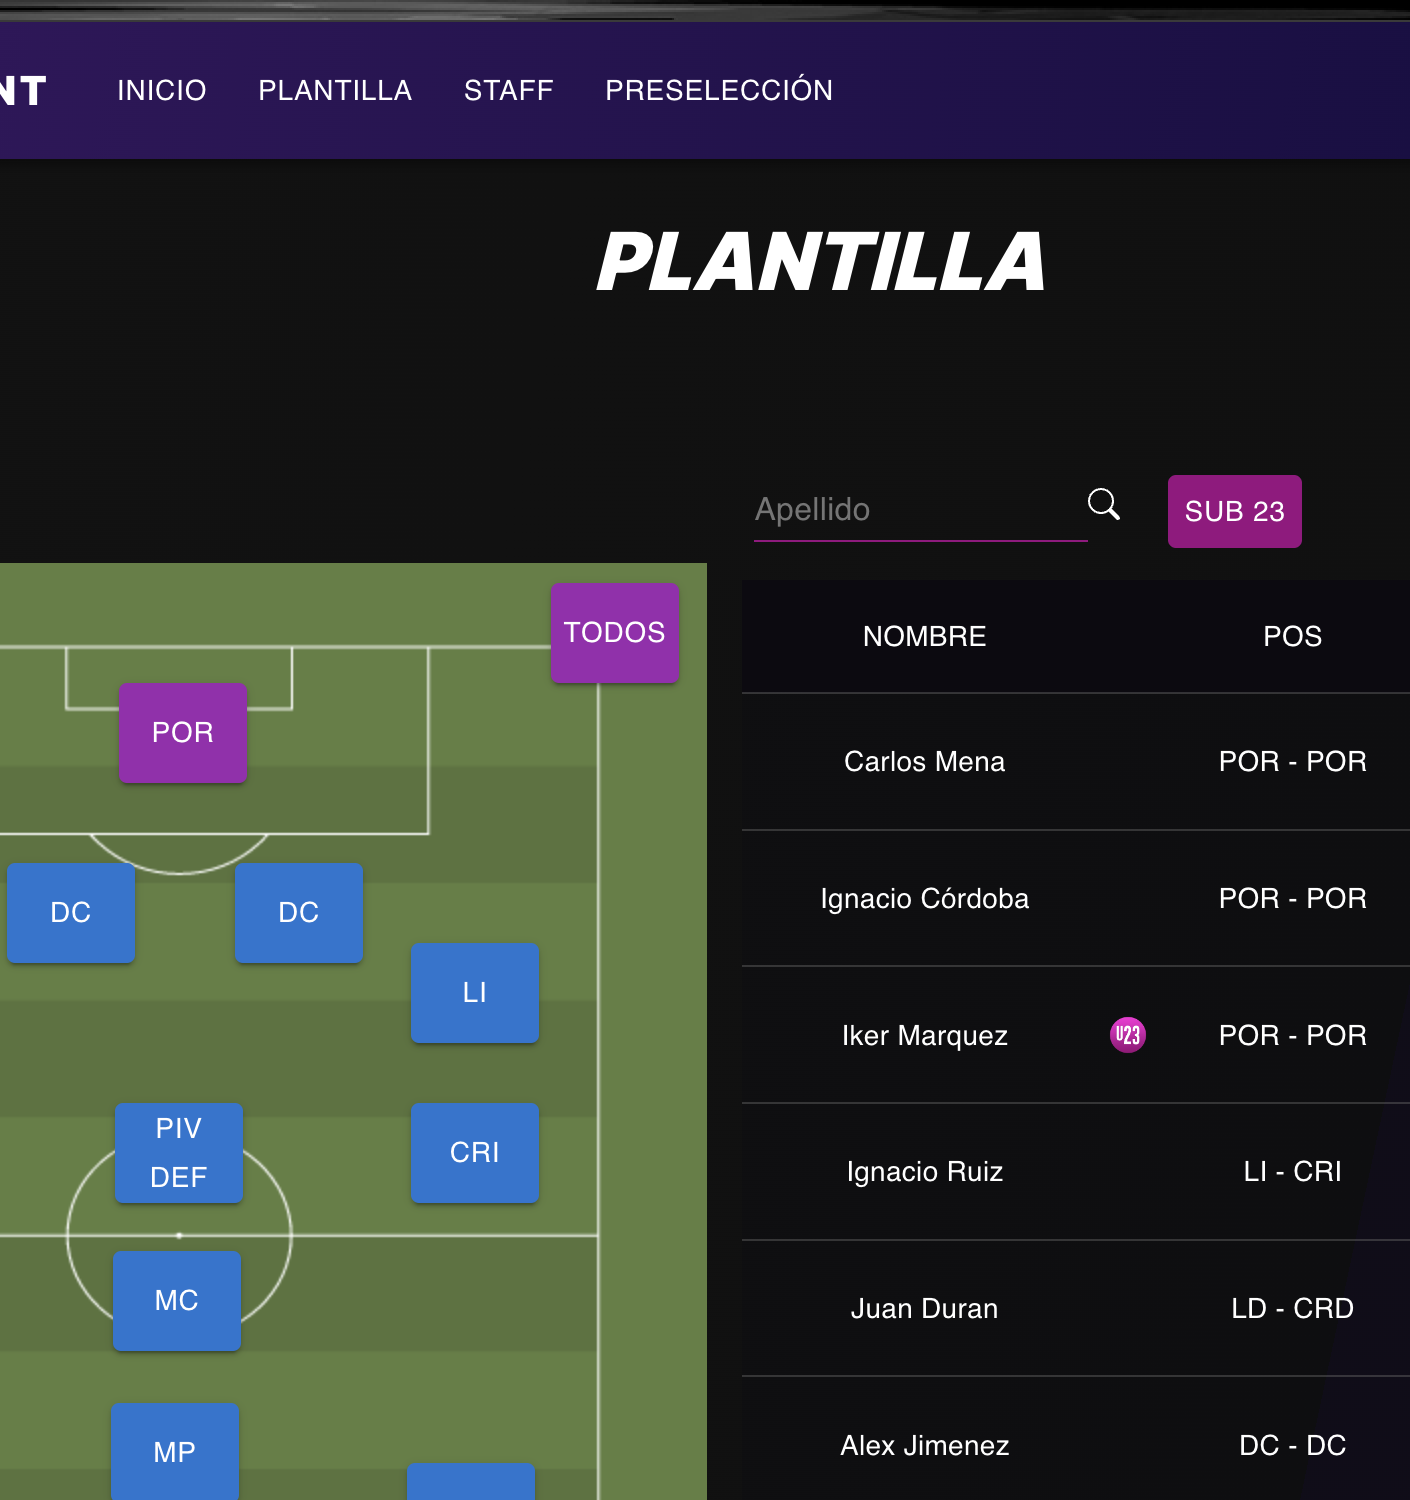 NT INICIO PLANTILLA STAFF PRESELECCIÓN
PLANTILLA
Apellido SUB 23
TODOS
POR
DC DC
LI
PIV
DEF
CRI
MC
MP
NOMBRE POS
Carlos Mena POR - POR
Ignacio Córdoba POR - POR
Iker Marquez U23 POR - POR
Ignacio Ruiz LI - CRI
Juan Duran LD - CRD
Alex Jimenez DC - DC